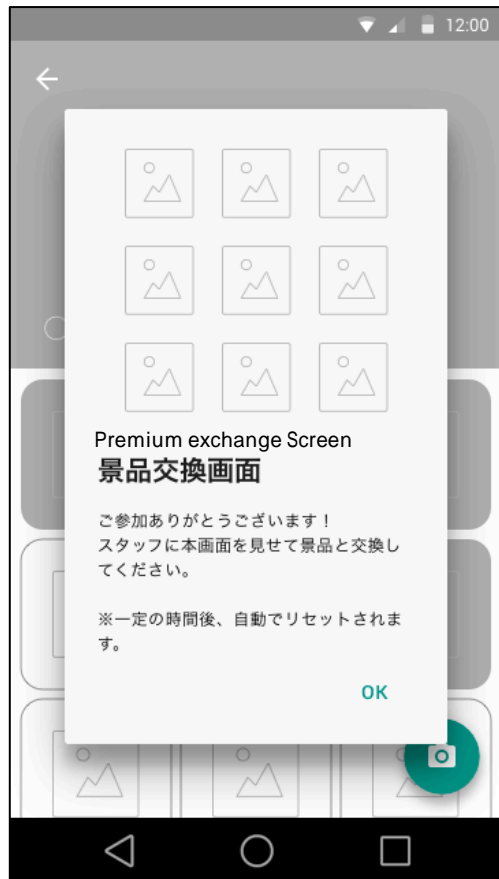 12:00
Premium exchange Screen
景品交換画面
ご参加ありがとうございます！
スタッフに本画面を見せて景品と交換し
てください。
※一定の時間後、自動でリセットされま
す。
OK